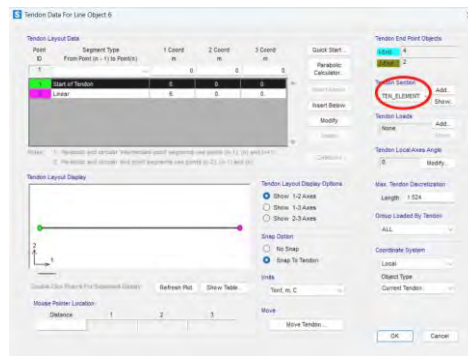 Tendon Data For Line Object 6
Tendon Layout Data
Point Segment Type 1 Coord 2 Coord 3 Coord
ID From Point (n - 1) to Point(n) m m m
1 0 0 0
1 Start of Tendon 0. 0. 0.
2 Linear 6. 0. 0.
Quick Start...
Parabolic
Calculator...
Insert Below
Modify
Tendon Layout Display
Tendon Layout Display Options
Show 1-2 Axes
Show 1-3 Axes
Show 2-3 Axes
Snap Option
No Snap
Snap To Tendon
Units
Tonf, m, C
Move
Move Tendon...
2
1
Refresh Plot
Show Table...
Mouse Pointer Location
Distance 1 2 3
Tendon End Point Objects
4
2
Tendon Section
TEN_ELEMENT
Add...
Show...
Tendon Loads
None
Add...
Tendon Local Axes Angle
0
Modify...
Max. Tendon Discretization
Length 1.524
Group Loaded By Tendon
ALL
Coordinate System
Local
Object Type
Current Tendon
OK Cancel